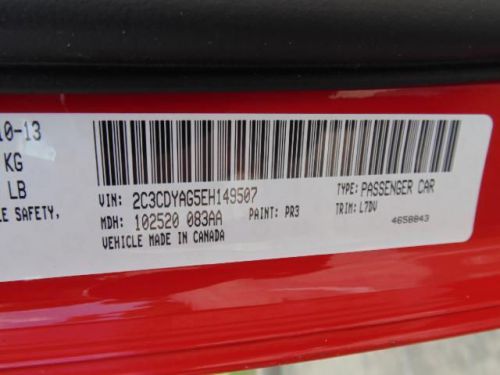 10-13
KG
LB
LE SAFETY,
VIN: 2C3CDYAG5EH149507
TYPE: PASSENGER CAR
MDH: 102520 083AA
PAINT: PR3
TRIM: L7DV
VEHICLE MADE IN CANADA
4658843